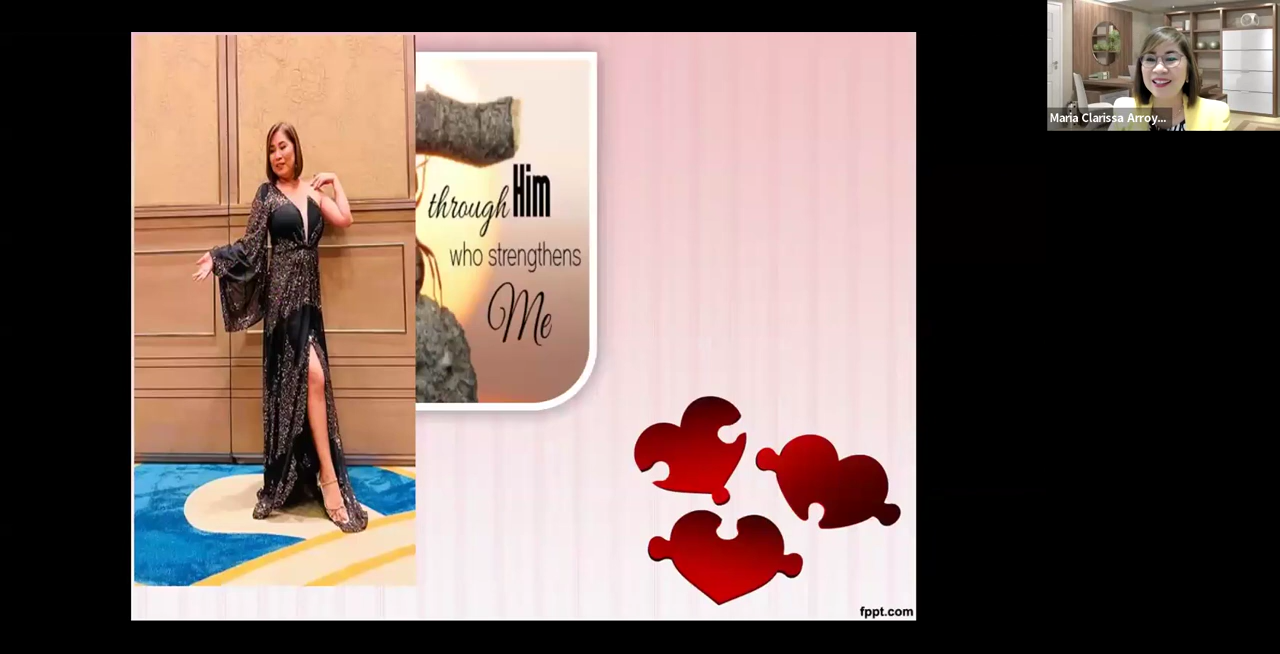 Maria Clarissa Arroy...
through Him
who strengthens
Me
fppt.com